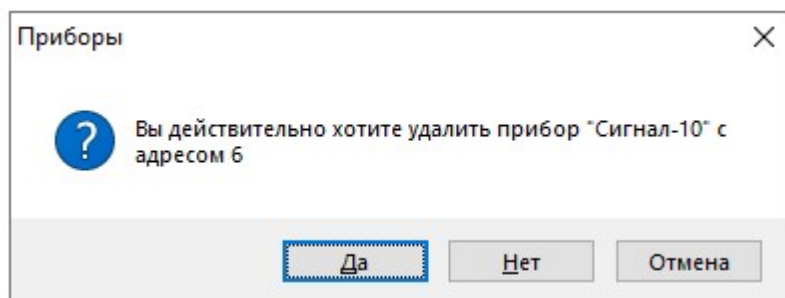 Приборы
Вы действительно хотите удалить прибор "Сигнал-10" с
адресом 6
Да
Нет
Отмена